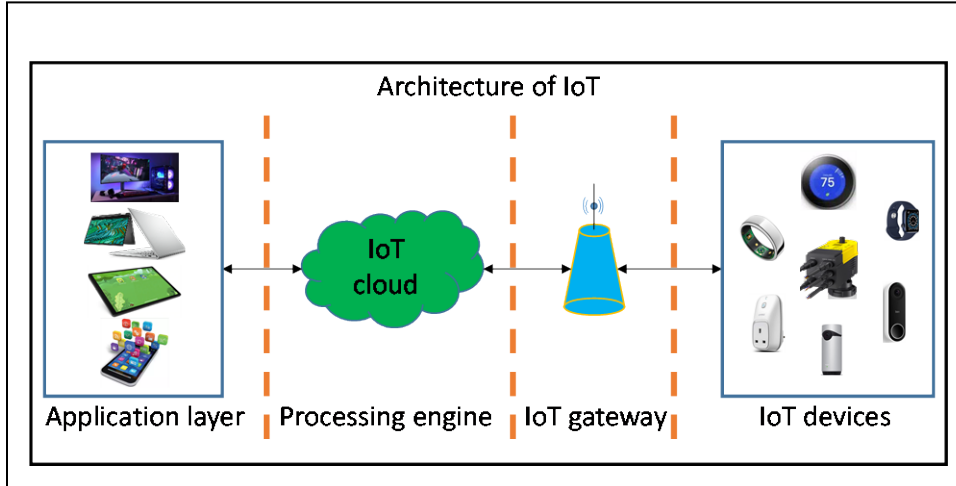 Architecture of IoT
IoT
cloud
75
Application layer
Processing engine
IoT gateway
IoT devices